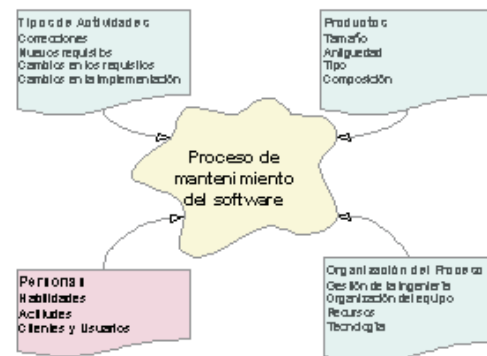 Tipos de Actividades
Correcciones
Nuevos requisitos
Cambios en los requisitos
Cambios en la implementación
Productos
Tamaño
Antiguedad
Tipo
Composición
Proceso de
mantenimiento
del software
Personal
Habilidades
Actitudes
Clientes y Usuarios
Organización del Proceso
Gestión de la Ingeniería
Organización del equipo
Recursos
Tecnología